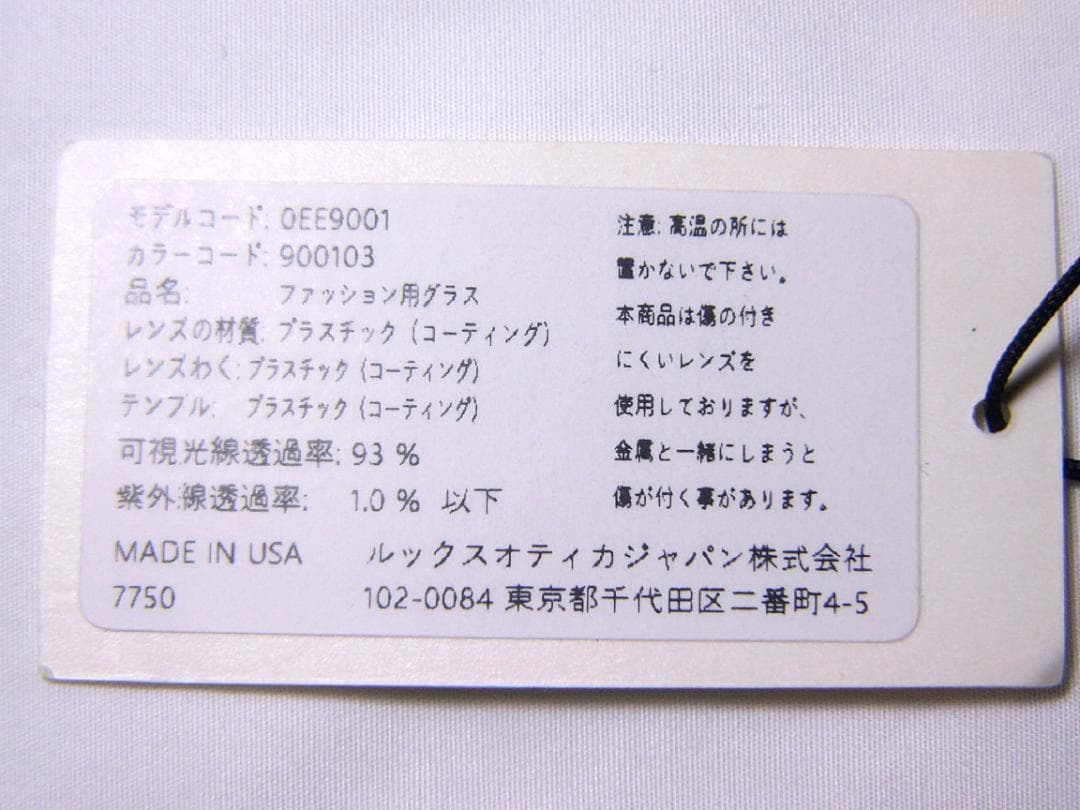 モデルコード: 0EE9001
カラーコード: 900103
品名: ファッション用グラス
レンズの材質: プラスチック (コーティング)
レンズわく: プラスチック (コーティング)
テンプル: プラスチック (コーティング)
可視光線透過率: 93 %
紫外線透過率: 1.0 % 以下
注意: 高温の所には
置かないで下さい。
本商品は傷の付き
にくいレンズを
使用しておりますが、
金属と一緒にしまうと
傷が付く事があります。
MADE IN USA ルックスオティカジャパン株式会社
7750 102-0084 東京都千代田区二番町4-5